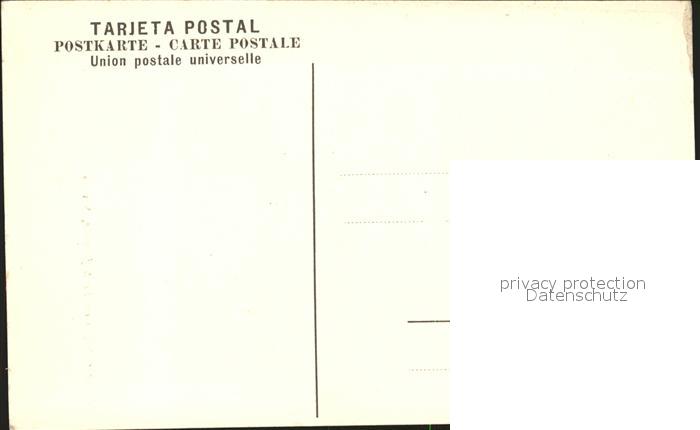 TARJETA POSTAL
POSTKARTE - CARTE POSTALE
Union postale universelle
privacy protection
Datenschutz